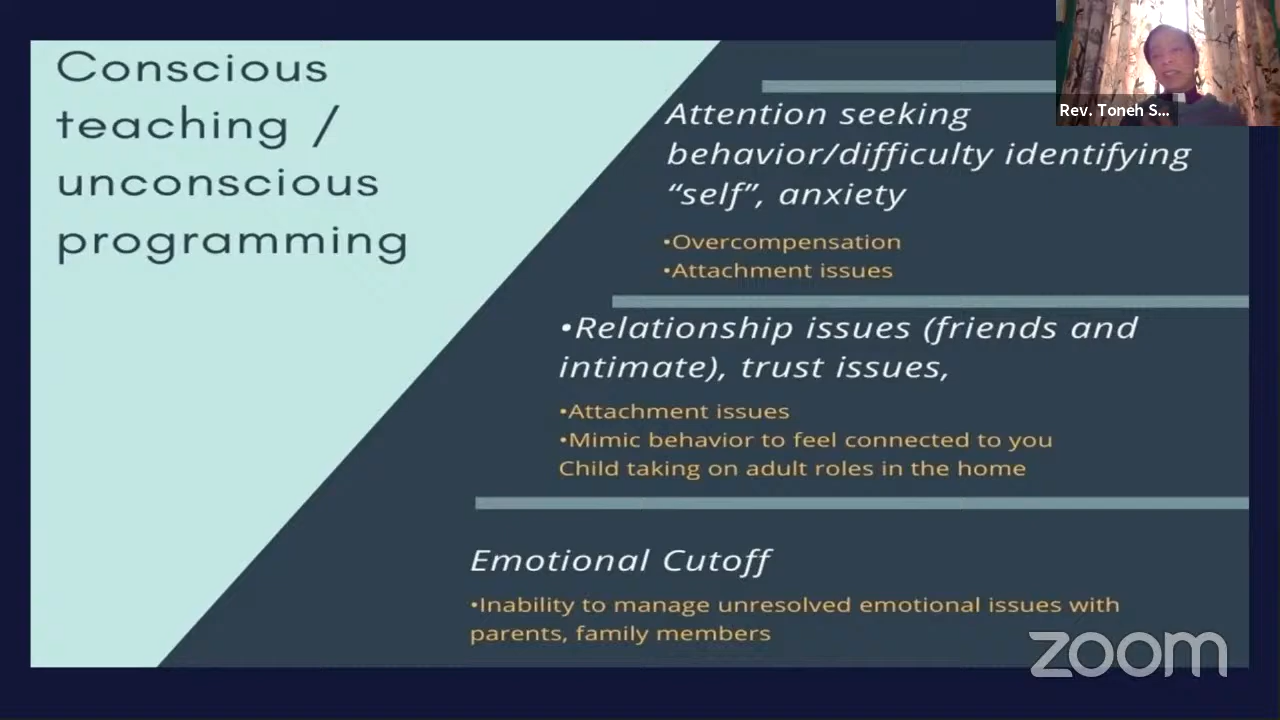 Conscious
teaching /
unconscious
programming
Rev. Toneh S...
Attention seeking
behavior/difficulty identifying
“self”, anxiety
•Overcompensation
•Attachment issues
•Relationship issues (friends and
intimate), trust issues,
•Attachment issues
•Mimic behavior to feel connected to you
Child taking on adult roles in the home
Emotional Cutoff
•Inability to manage unresolved emotional issues with
parents, family members
zoom